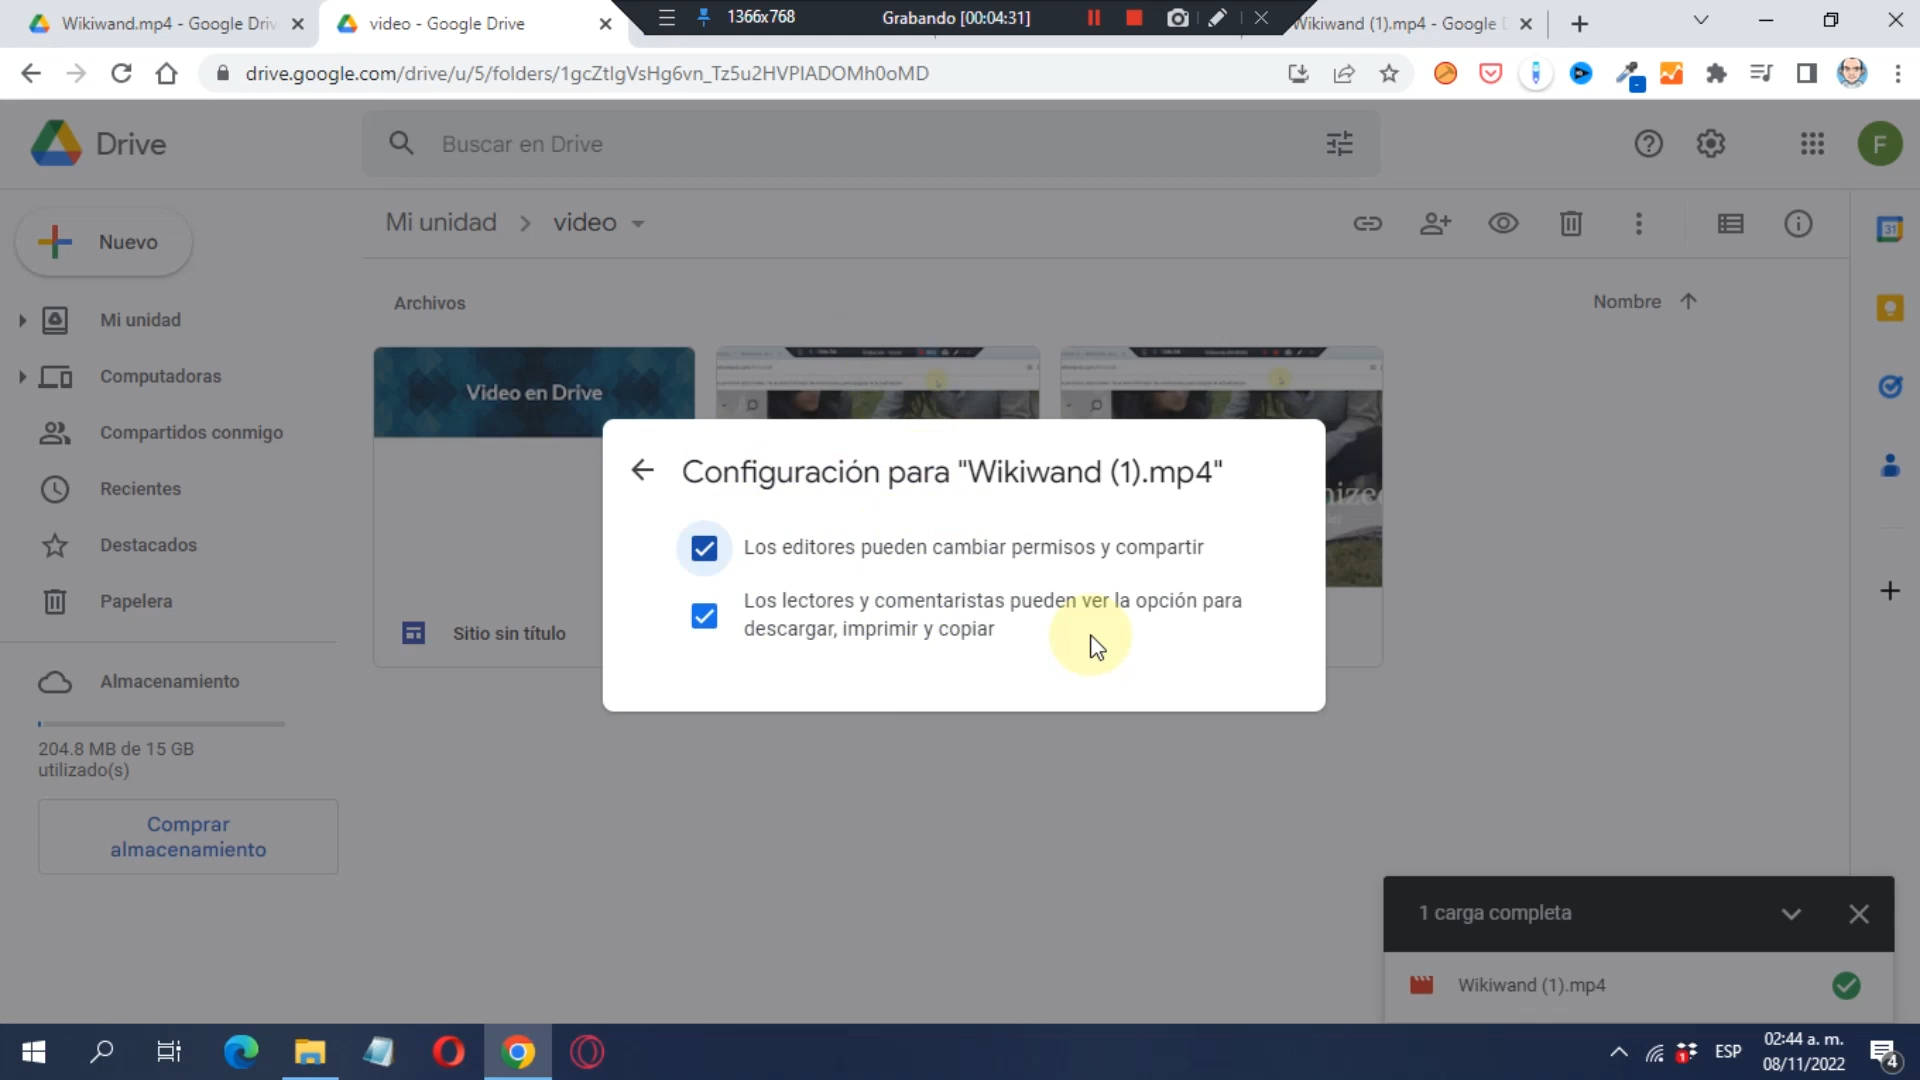 Wikiwand.mp4 - Google Driv
video - Google Drive
1366x768
Grabando [00:04:31]
Wikiwand (1).mp4 - Google D
drive.google.com/drive/u/5/folders/1gcZtIgVsHg6vn_Tz5u2HVPlADOMh0oMD
Drive
Buscar en Drive
F
Nuevo
Mi unidad
video
31
Archivos
Nombre
Mi unidad
Computadoras
Compartidos conmigo
Recientes
Destacados
Papelera
Almacenamiento
204.8 MB de 15 GB
utilizado(s)
Comprar
almacenamiento
Video en Drive
Sitio sin título
Configuración para "Wikiwand (1).mp4"
Los editores pueden cambiar permisos y compartir
Los lectores y comentaristas pueden ver la opción para
descargar, imprimir y copiar
1 carga completa
Wikiwand (1).mp4
1
ESP
02:44 a. m.
08/11/2022
4